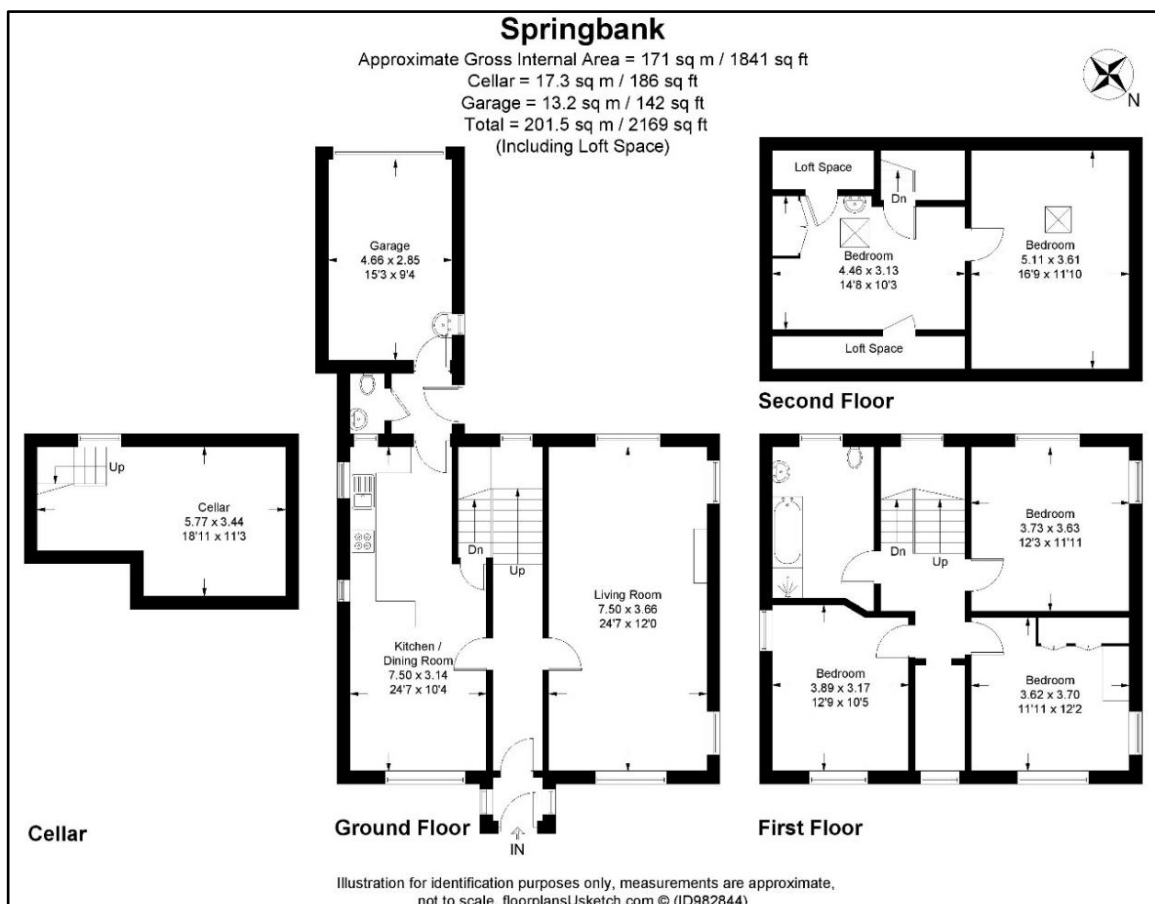 Springbank
Approximate Gross Internal Area = 171 sq m / 1841 sq ft
Cellar = 17.3 sq m / 186 sq ft
Garage = 13.2 sq m / 142 sq ft
Total = 201.5 sq m / 2169 sq ft
(Including Loft Space)
N
Garage
4.66 x 2.85
15'3 x 9'4
Loft Space
Dn
Bedroom
4.46 x 3.13
14'8 x 10'3
Bedroom
5.11 x 3.61
16'9 x 11'10
Loft Space
Second Floor
Up
Cellar
5.77 x 3.44
18'11 x 11'3
Cellar
Dn
Up
Living Room
7.50 x 3.66
24'7 x 12'0
Kitchen /
Dining Room
7.50 x 3.14
24'7 x 10'4
IN
Ground Floor
Dn
Up
Bedroom
3.73 x 3.63
12'3 x 11'11
Bedroom
3.89 x 3.17
12'9 x 10'5
Bedroom
3.62 x 3.70
11'11 x 12'2
First Floor
Illustration for identification purposes only, measurements are approximate,
not to scale. floorplansUsketch.com © (ID982844)